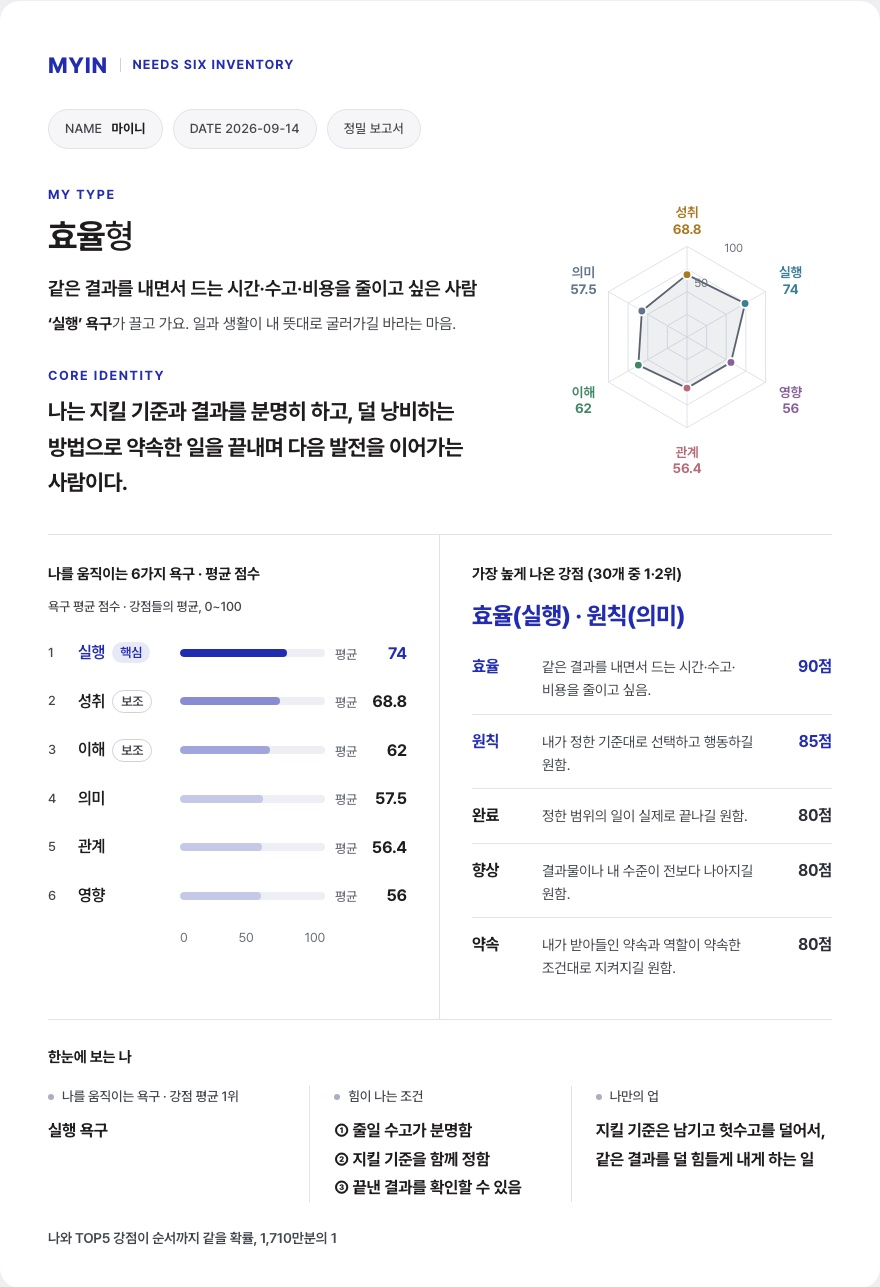 MYIN
NEEDS SIX INVENTORY
NAME 마이니
DATE 2026-09-14
정밀 보고서
MY TYPE
효율형
같은 결과를 내면서 드는 시간·수고·비용을 줄이고 싶은 사람
‘실행’ 욕구가 끌고 가요. 일과 생활이 내 뜻대로 굴러가길 바라는 마음.
CORE IDENTITY
나는 지킬 기준과 결과를 분명히 하고, 덜 낭비하는
방법으로 약속한 일을 끝내며 다음 발전을 이어가는
사람이다.
성취
68.8
100
50
실행
74
영향
56
관계
56.4
이해
62
의미
57.5
나를 움직이는 6가지 욕구 · 평균 점수
욕구 평균 점수 · 강점들의 평균, 0~100
1 실행 핵심 평균 74
2 성취 보조 평균 68.8
3 이해 보조 평균 62
4 의미 평균 57.5
5 관계 평균 56.4
6 영향 평균 56
0 50 100
가장 높게 나온 강점 (30개 중 1·2위)
효율(실행) · 원칙(의미)
효율 같은 결과를 내면서 드는 시간·수고· 90점
비용을 줄이고 싶음.
원칙 내가 정한 기준대로 선택하고 행동하길 85점
원함.
완료 정한 범위의 일이 실제로 끝나길 원함. 80점
향상 결과물이나 내 수준이 전보다 나아지길 80점
원함.
약속 내가 받아들인 약속과 역할이 약속한 80점
조건대로 지켜지길 원함.
한눈에 보는 나
나를 움직이는 욕구 · 강점 평균 1위
실행 욕구
힘이 나는 조건
① 줄일 수고가 분명함
② 지킬 기준을 함께 정함
③ 끝낸 결과를 확인할 수 있음
나만의 업
지킬 기준은 남기고 헛수고를 덜어서,
같은 결과를 덜 힘들게 내게 하는 일
나와 TOP5 강점이 순서까지 같을 확률, 1,710만분의 1